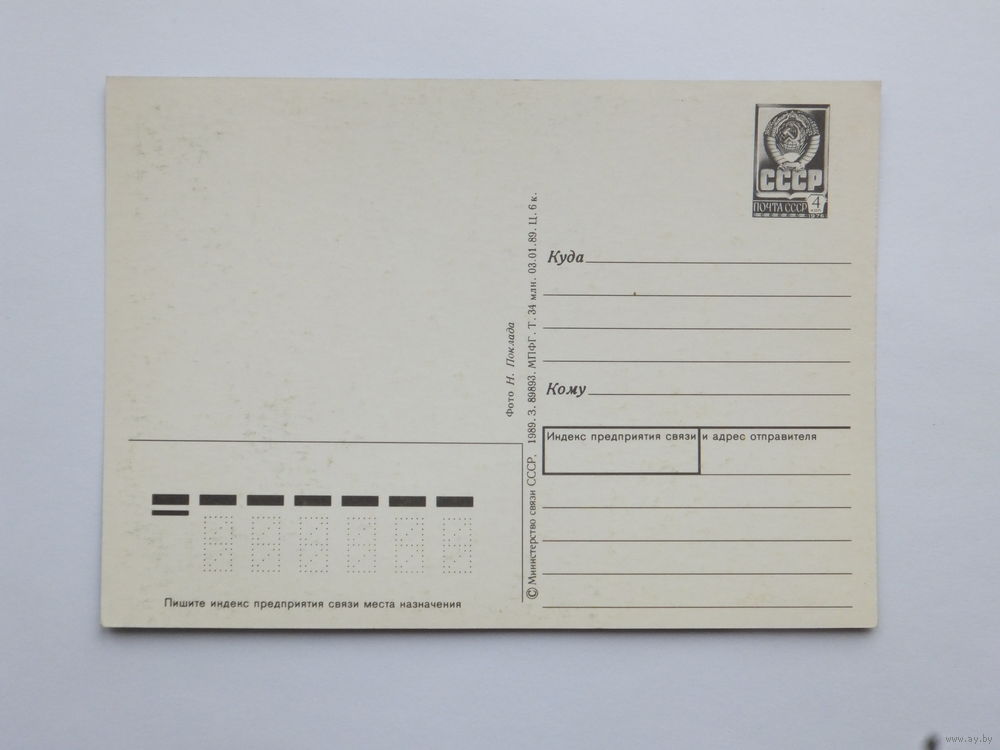 СССР
ПОЧТА СССР 4
1976
Куда
Кому
Индекс предприятия связи и адрес отправителя
Фото Н. Поклада
© Министерство связи СССР, 1989. З. 89893. МПФГ. Т. 34 млн. 03.01.89. Ц. 6 к.
Пишите индекс предприятия связи места назначения
www.ay.by